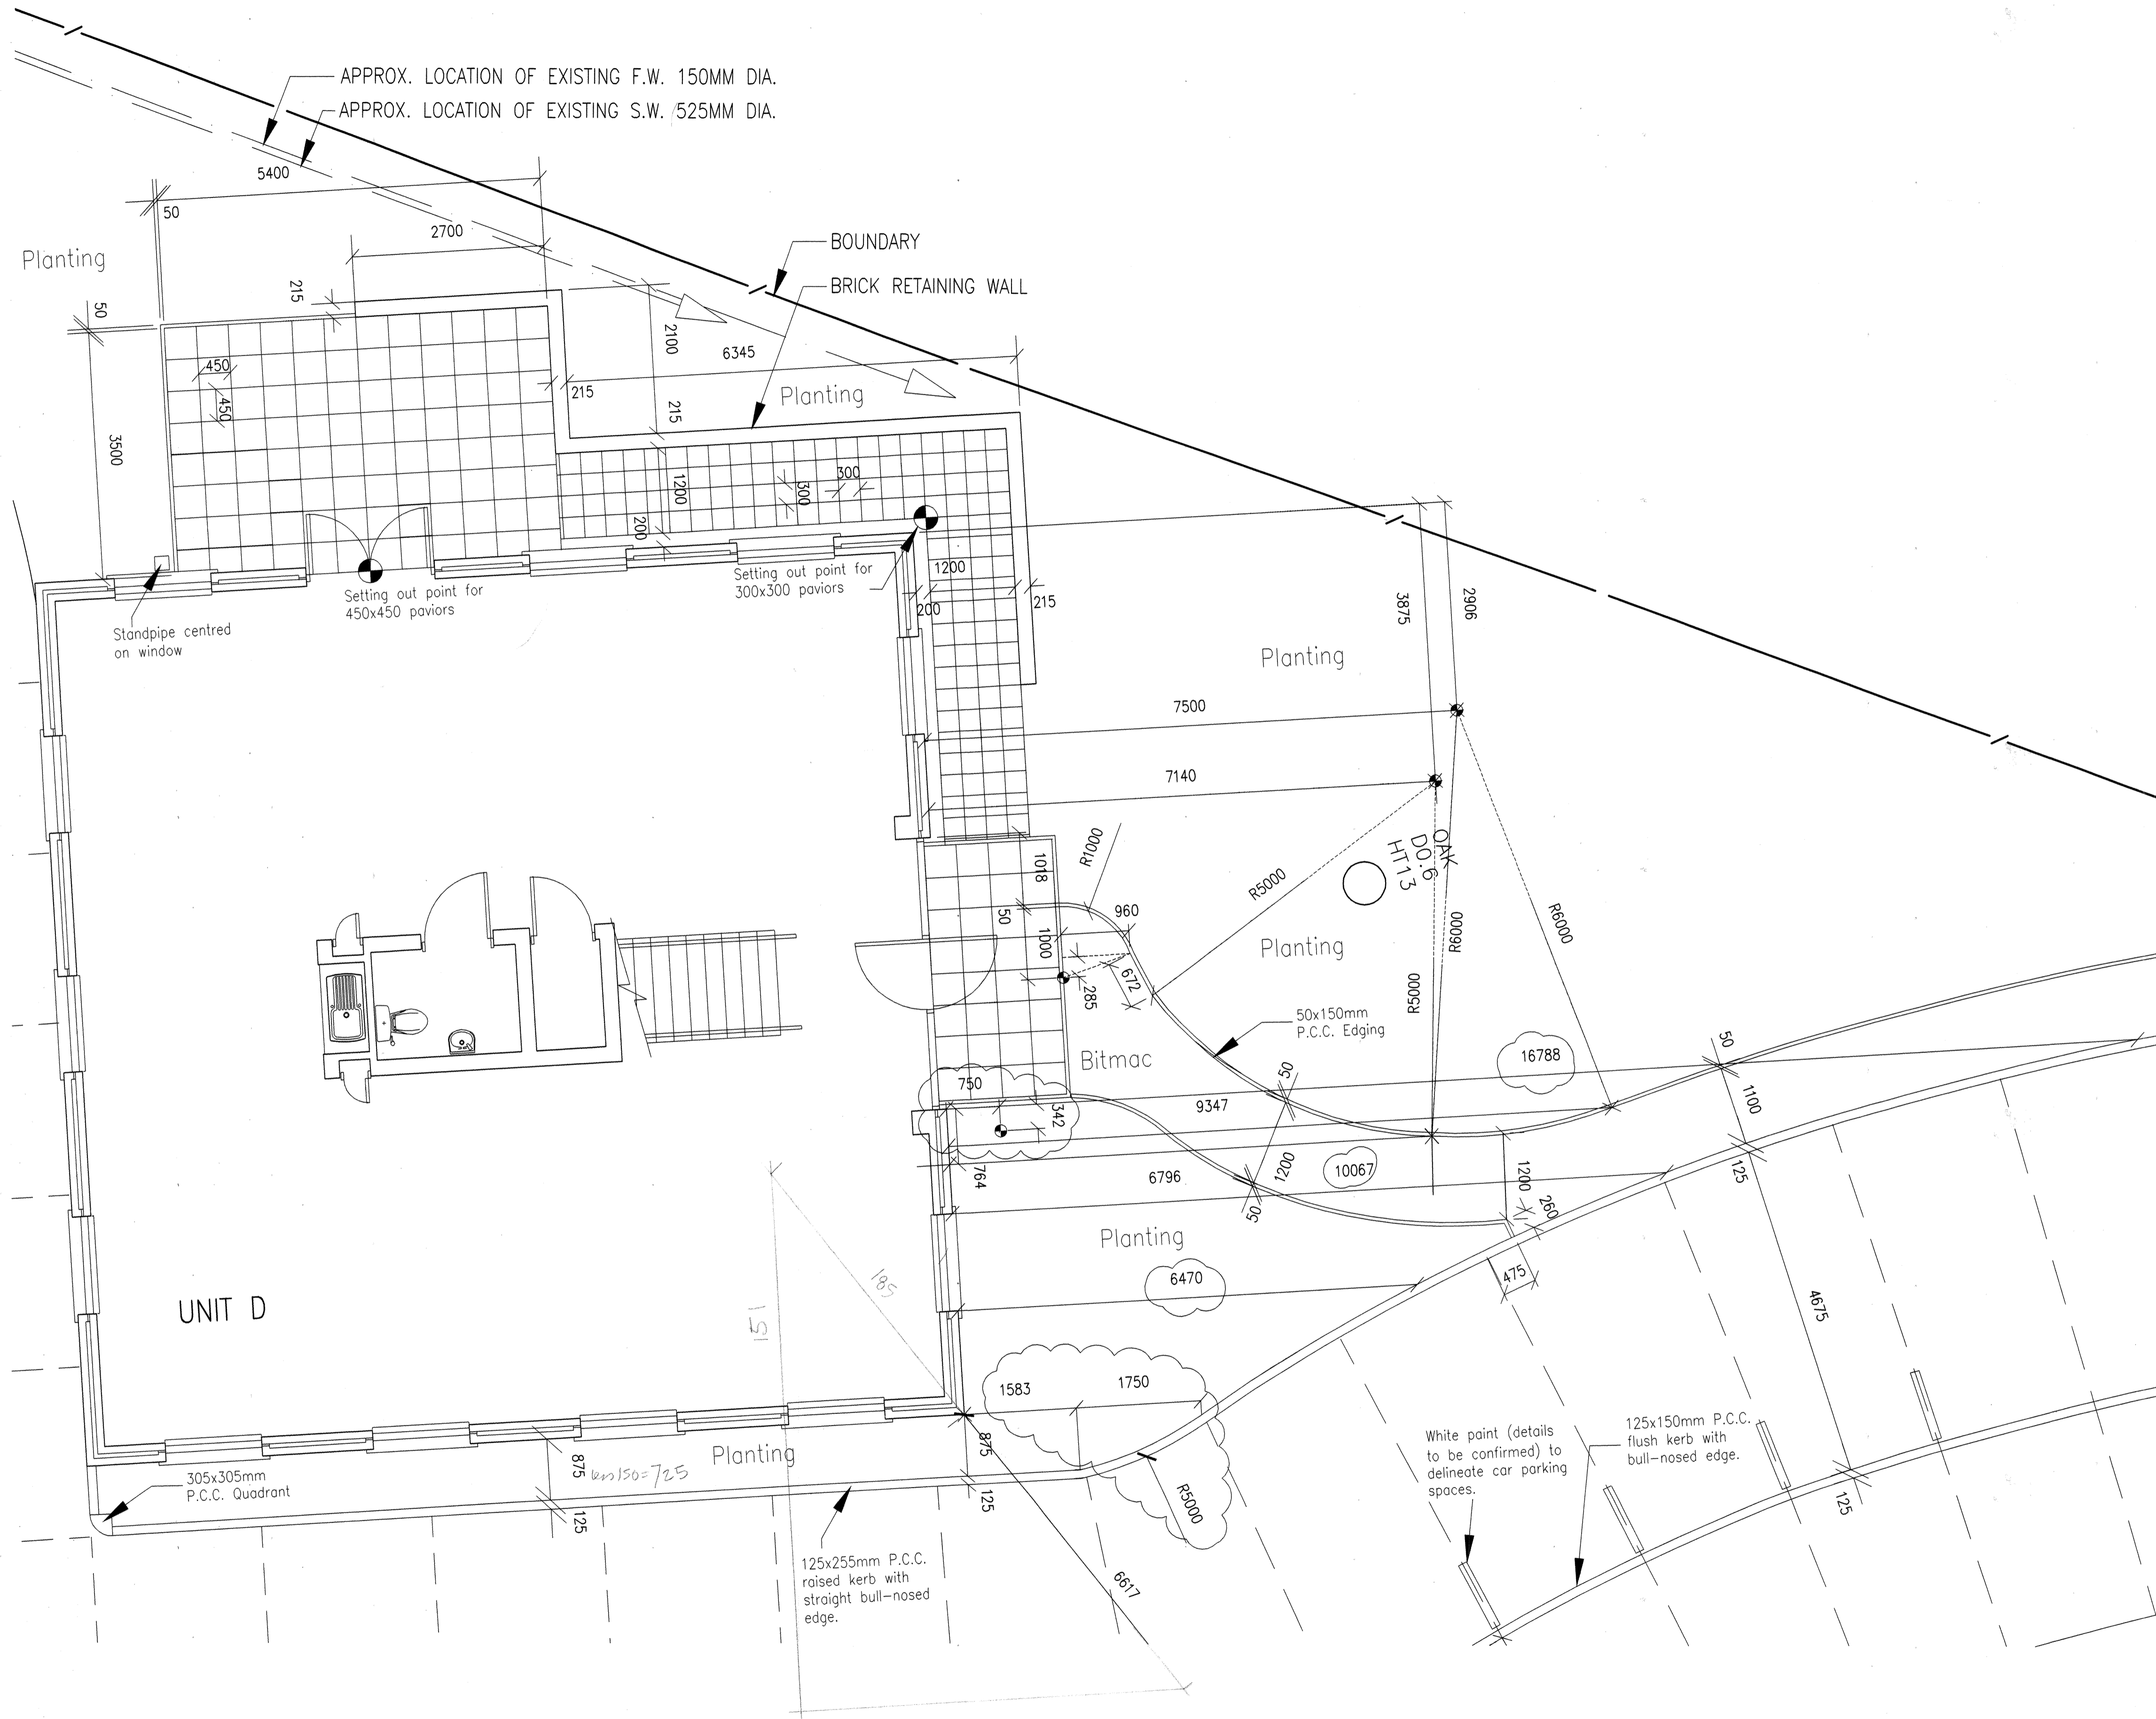 APPROX. LOCATION OF EXISTING F.W. 150MM DIA.
APPROX. LOCATION OF EXISTING S.W. 525MM DIA.
5400
50
2700
Planting
BOUNDARY
BRICK RETAINING WALL
50
215
2100
6345
215
Planting
450
450
215
3500
1200
300
300
200
Setting out point for
450x450 paviors
Setting out point for
300x300 paviors
1200
200
215
Standpipe centred
on window
3875
2906
Planting
7500
7140
OAK
D0.6
HT13
1018
R1000
R5000
960
50
1000
672
285
R9000
R5000
R6000
Planting
50x150mm
P.C.C. Edging
Bitmac
16788
50
1100
750
342
50
9347
764
6796
1200
10067
50
1200
260
125
Planting
6470
475
4675
UNIT D
185
151
1583
1750
875
Planting
875
725
125
125
R5000
305x305mm
P.C.C. Quadrant
125x255mm P.C.C.
raised kerb with
straight bull-nosed
edge.
6617
White paint (details
to be confirmed) to
delineate car parking
spaces.
125x150mm P.C.C.
flush kerb with
bull-nosed edge.
125